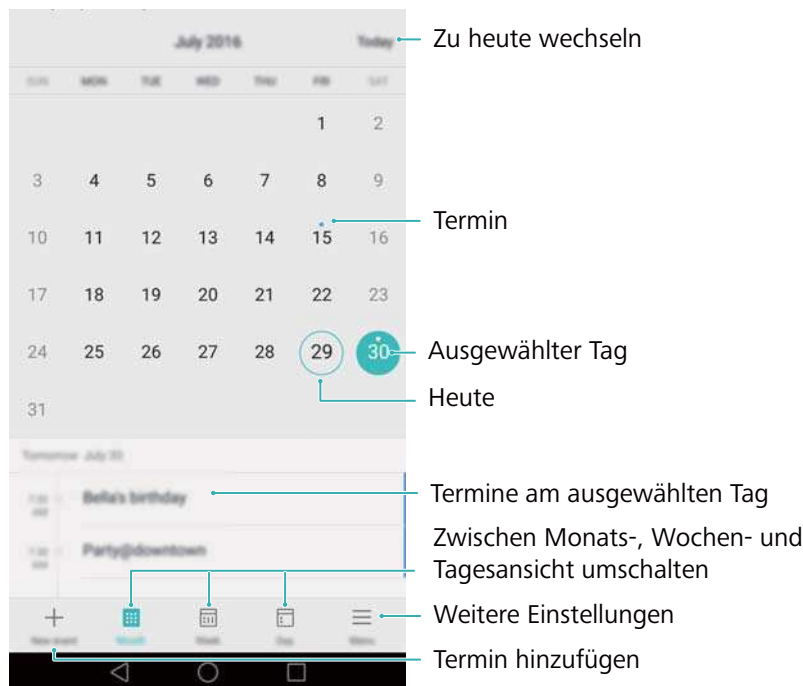 July 2016 Today Zu heute wechseln
SUN MON TUE WED THU FRI SAT
1 2
3 4 5 6 7 8 9
Termin
10 11 12 13 14 15 16
17 18 19 20 21 22 23
24 25 26 27 28 29 30 Ausgewählter Tag
Heute
31
Tomorrow July 30
Bella's birthday Termine am ausgewählten Tag
Party@downtown
Zwischen Monats-, Wochen- und
Tagesansicht umschalten
Weitere Einstellungen
New event Month Week Day Menu
Termin hinzufügen